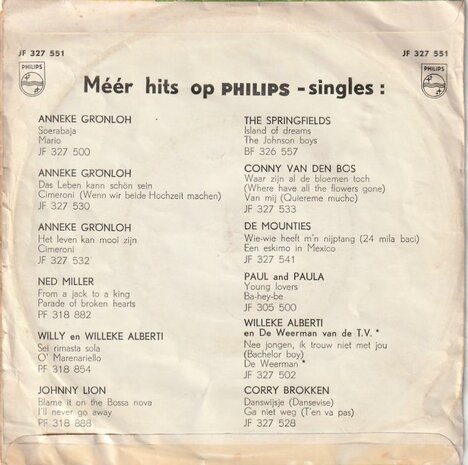 JF 327 551
JF 327 551
PHILIPS
PHILIPS
Méér hits op PHILIPS - singles :
ANNEKE GRÖNLOH
Soerabaja
Mario
JF 327 500
ANNEKE GRÖNLOH
Das Leben kann schön sein
Cimeroni (Wenn wir beide Hochzeit machen)
JF 327 530
ANNEKE GRÖNLOH
Het leven kan mooi zijn
Cimeroni
JF 327 532
NED MILLER
From a jack to a king
Parade of broken hearts
PF 318 882
WILLY en WILLEKE ALBERTI
Sei rimasta sola
O' Marenariello
PF 318 854
JOHNNY LION
Blame it on the Bossa nova
I'll never go away
PF 318 888
THE SPRINGFIELDS
Island of dreams
The Johnson boys
BF 326 557
CONNY VAN DEN BOS
Waar zijn al de bloemen toch
(Where have all the flowers gone)
Van mij (Quiereme mucho)
JF 327 533
DE MOUNTIES
Wie-wie heeft m'n nijptang (24 mila baci)
Een eskimo in Mexico
JF 327 541
PAUL and PAULA
Young lovers
Ba-hey-be
JF 305 500
WILLEKE ALBERTI
en De Weerman van de T.V. *
Nee jongen, ik trouw niet met jou
(Bachelor boy)
De Weerman *
JF 327 502
CORRY BROKKEN
Danswijsje (Dansevise)
Ga niet weg (T'en va pas)
JF 327 528